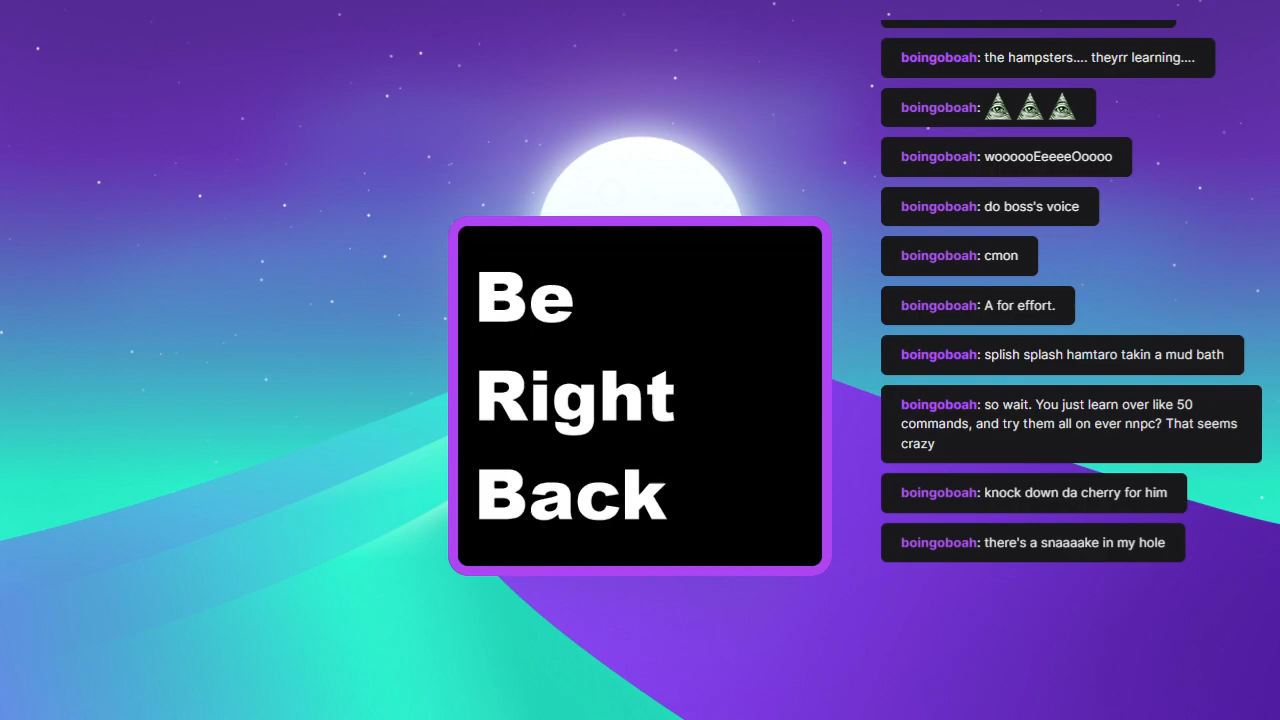 Be
Right
Back
boingoboah: the hampsters.... theyrr learning....
boingoboah:
boingoboah: wooooоEeeeeOoooo
boingoboah: do boss's voice
boingoboah: cmon
boingoboah: A for effort.
boingoboah: splish splash hamtaro takin a mud bath
boingoboah: so wait. You just learn over like 50
commands, and try them all on ever nnpc? That seems
crazy
boingoboah: knock down da cherry for him
boingoboah: there's a snaaaake in my hole